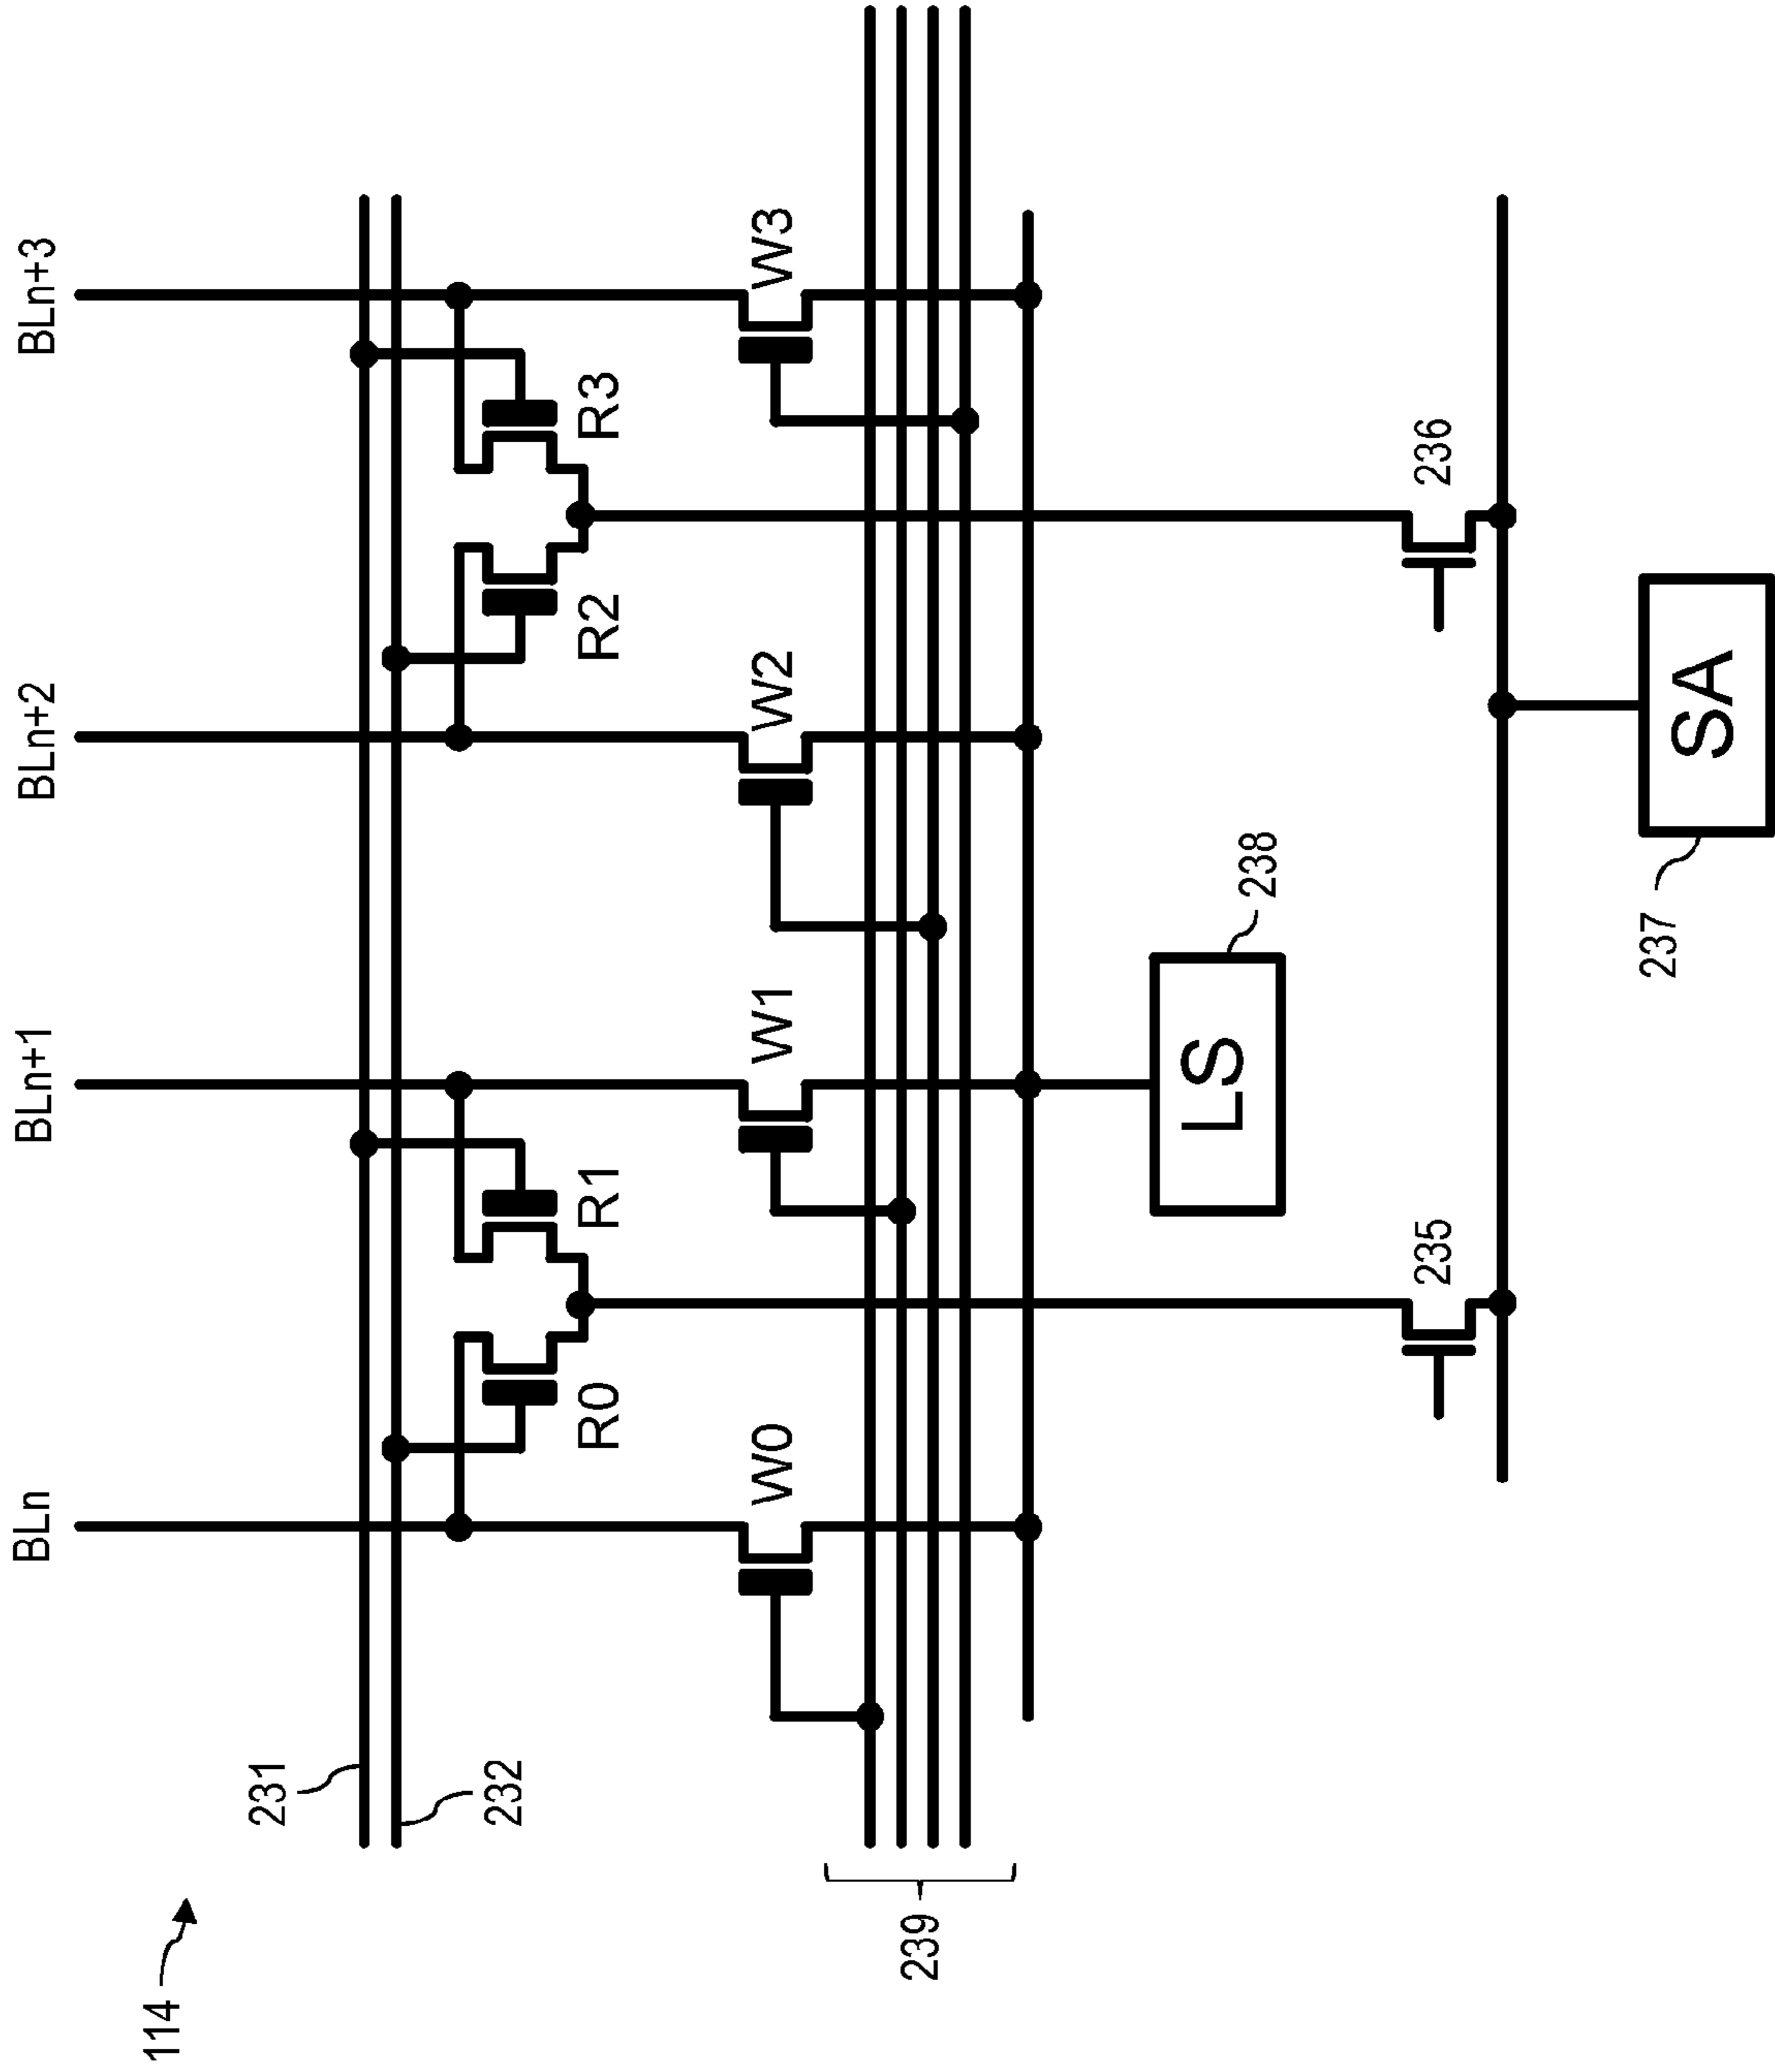 114
BLn
BLn+1
BLn+2
BLn+3
231
232
R0
R1
R2
R3
W0
W1
W2
W3
239
LS
238
235
236
237
SA